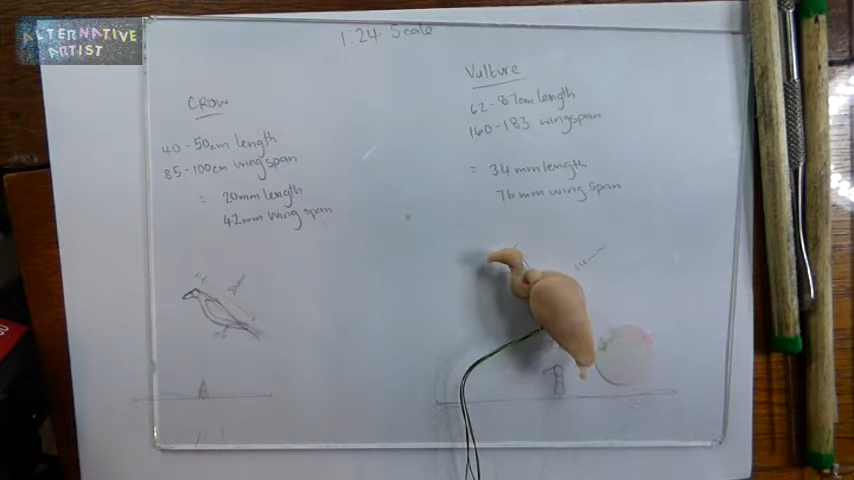 ALTERNATIVE
ARTIST
1:24 Scale
Crow
40-50cm length
85-100cm wingspan
= 20mm length
42mm wing span
Vulture
62-87cm length
160-183 wingspan
= 34mm length
76mm wing span